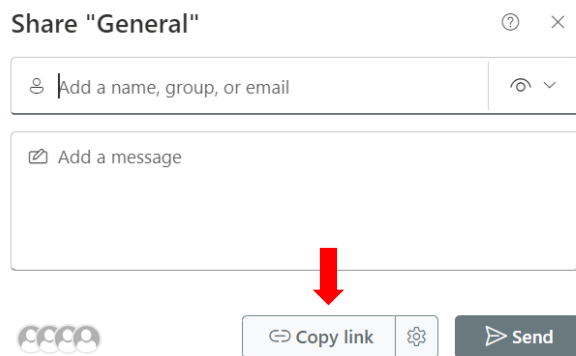 Share "General"
Add a name, group, or email
Add a message
Copy link
Send